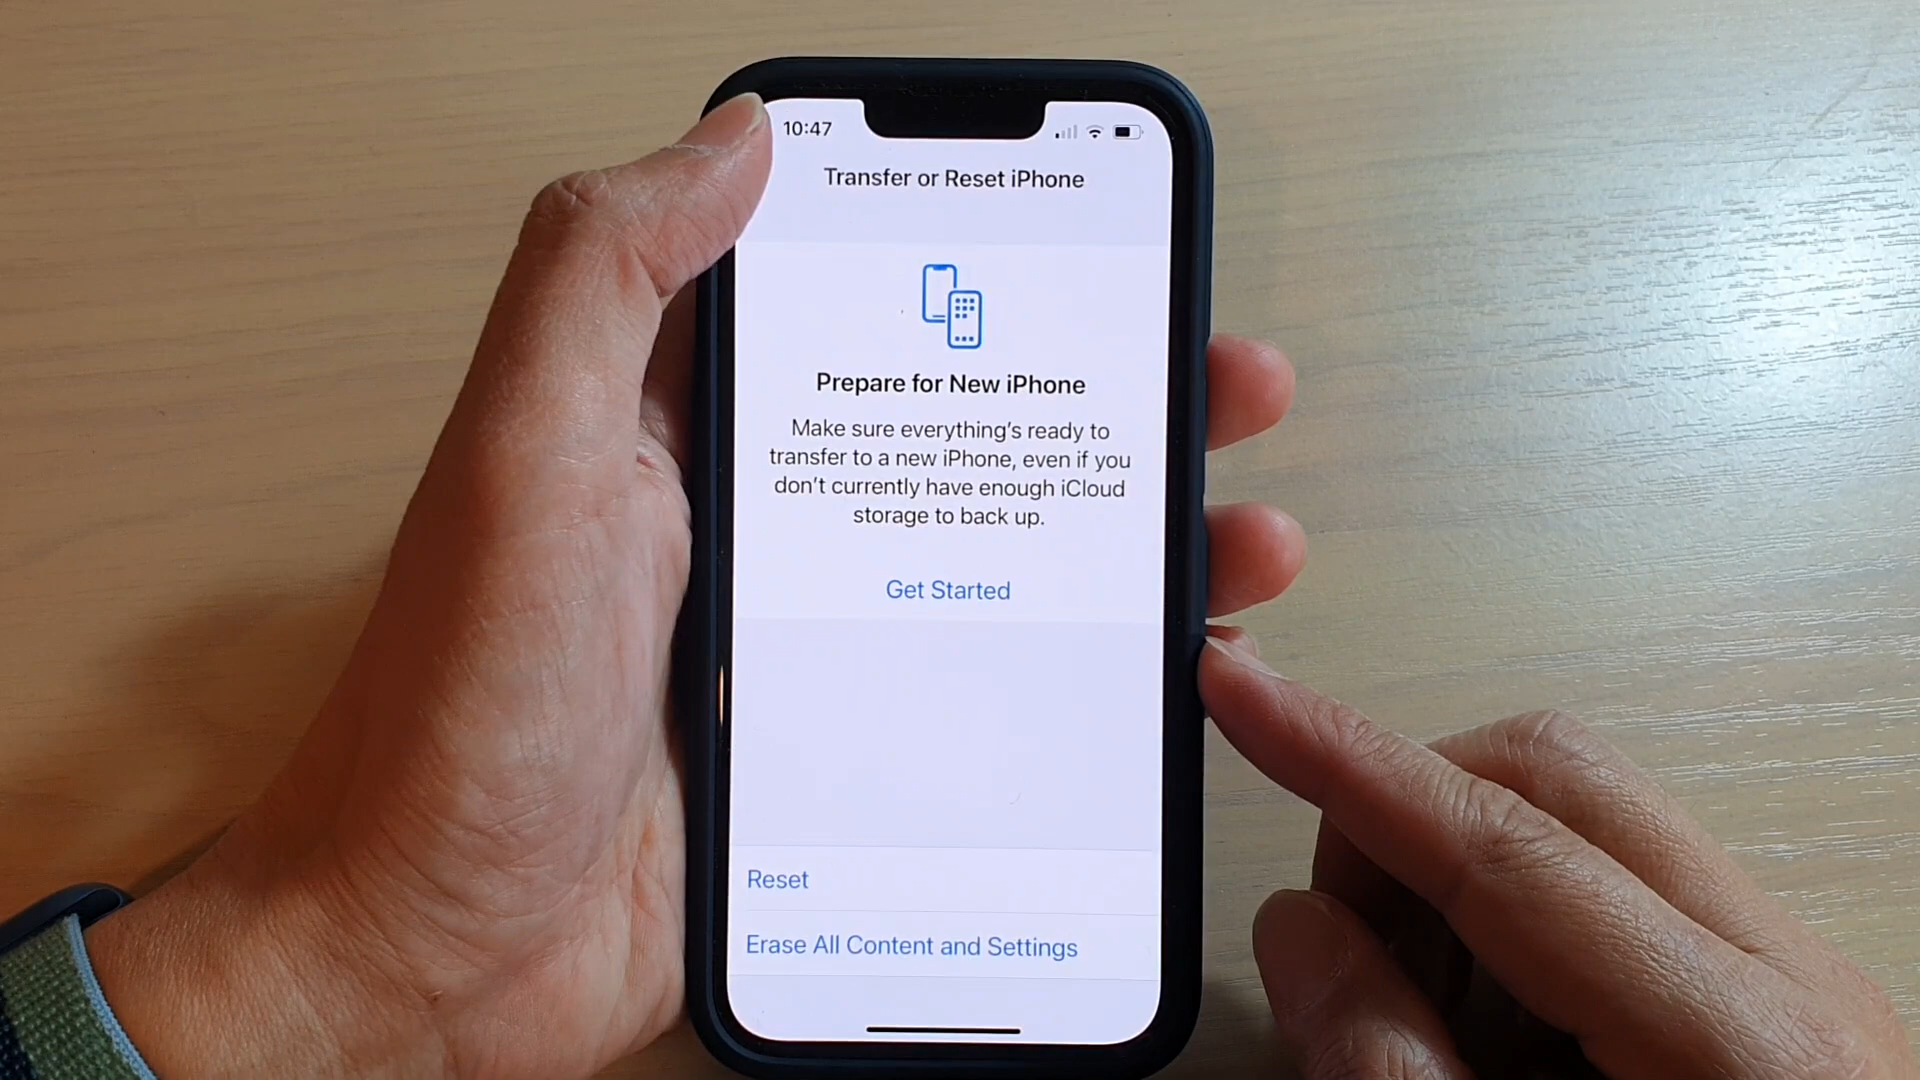 10:47
Transfer or Reset iPhone
Prepare for New iPhone
Make sure everything's ready to
transfer to a new iPhone, even if you
don't currently have enough iCloud
storage to back up.
Get Started
Reset
Erase All Content and Settings